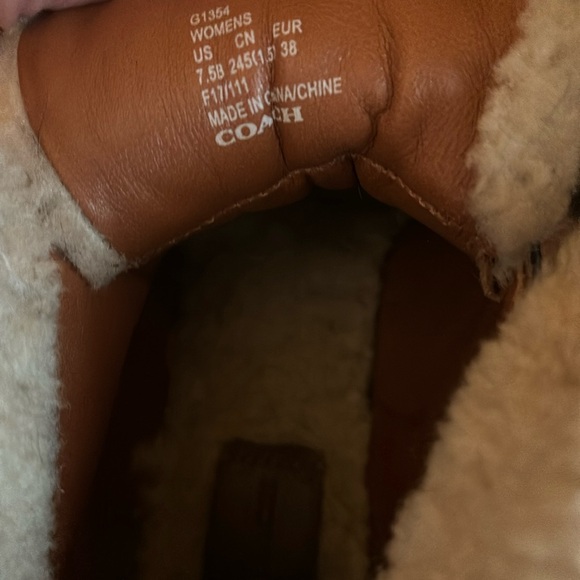 G1354
WOMENS
US CN EUR
7.5B 245(1.5) 38
F17/111
MADE IN CHINA/CHINE
COACH